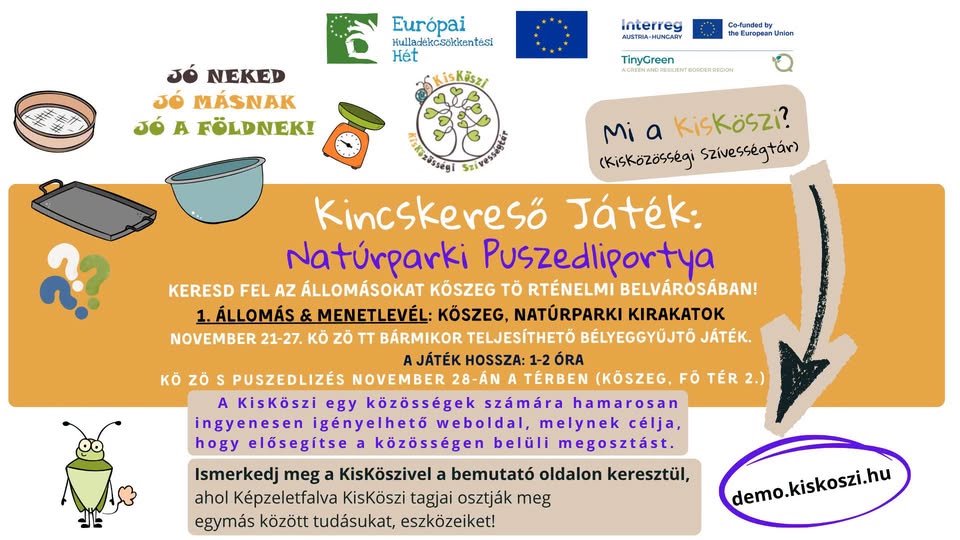 Európai
Hulladékcsökkentési
Hét
Interreg
AUSTRIA-HUNGARY
Co-funded by
the European Union
TinyGreen
A GREEN AND RESILIENT BORDER REGION
JÓ NEKED
JÓ MÁSNAK
JÓ A FÖLDNEK!
KisKöszi
KisKözösségi Szívességtár
Mi a KisKöszi?
(KisKözösségi Szívességtár)
Kincskereső Játék:
Natúrparki Puszedliportya
KERESD FEL AZ ÁLLOMÁSOKAT KŐSZEG TÖ RTÉNELMI BELVÁROSÁBAN!
1. ÁLLOMÁS & MENETLEVÉL: KŐSZEG, NATÚRPARKI KIRAKATOK
NOVEMBER 21-27. KÖ ZÖ TT BÁRMIKOR TELJESÍTHETŐ BÉLYEGGYŰJTŐ JÁTÉK.
A JÁTÉK HOSSZA: 1-2 ÓRA
KÖ ZÖ S PUSZEDLIZÉS NOVEMBER 28-ÁN A TÉRBEN (KŐSZEG, FŐ TÉR 2.)
A KisKöszi egy közösségek számára hamarosan
ingyenesen igényelhető weboldal, melynek célja,
hogy elősegítse a közösségen belüli megosztást.
Ismerkedj meg a KisKöszivel a bemutató oldalon keresztül,
ahol Képzeletfalva KisKöszi tagjai osztják meg
egymás között tudásukat, eszközeiket!
demo.kiskoszi.hu